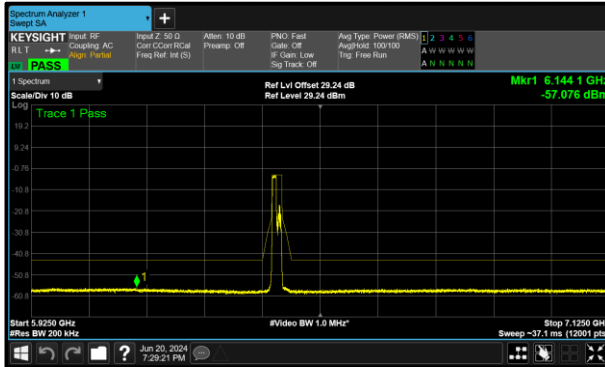 Spectrum Analyzer 1
Swept SA
+
KEYSIGHT Input: RF Input Z: 50 Ω Atten: 10 dB PNO: Fast Avg Type: Power (RMS) 1 2 3 4 5 6
RLT Coupling: AC Corr CCorr RCal Preamp: Off Gate: Off Avg|Hold: 100/100 A W W W W W
Align: Partial Freq Ref: Int (S) IF Gain: Low Trig: Free Run
PASS Sig Track: Off A N N N N N
1 Spectrum Ref Lvl Offset 29.24 dB Mkr1 6.144 1 GHz
Scale/Div 10 dB Ref Level 29.24 dBm -57.076 dBm
Log
Trace 1 Pass
19.2
9.24
-0.76
-10.8
-20.8
-30.8
-40.8
1
-50.8
-60.8
Start 5.9250 GHz #Video BW 1.0 MHz* Stop 7.1250 GHz
#Res BW 200 kHz Sweep ~37.1 ms (12001 pts)
? Jun 20, 2024
7:29:21 PM